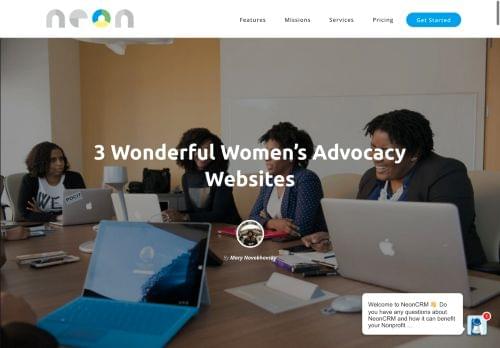 neon
Features
Missions
Services
Pricing
Get Started
3 Wonderful Women's Advocacy
Websites
By Mary Novokhovsky
Welcome to NeonCRM 👋 Do
you have any questions about
NeonCRM and how it can benefit
your Nonprofit ...
1